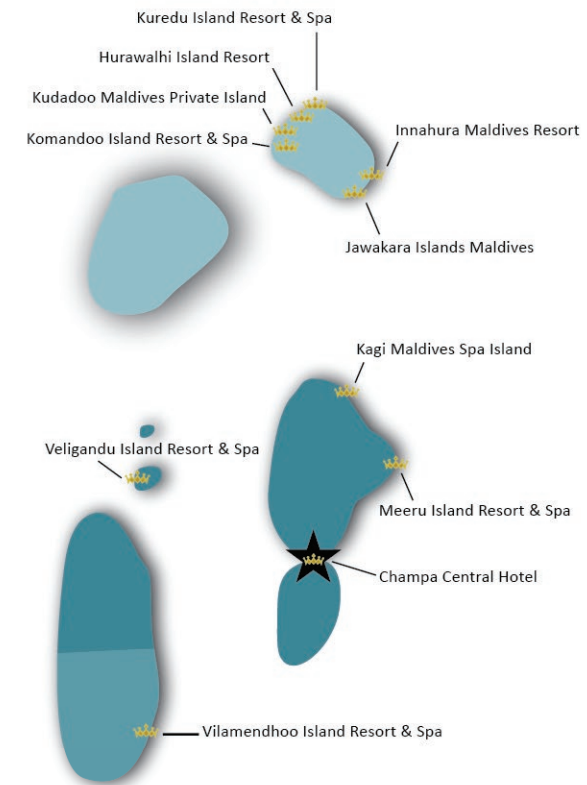 Kuredu Island Resort & Spa
Hurawalhi Island Resort
Kudadoo Maldives Private Island
Komandoo Island Resort & Spa
Innahura Maldives Resort
Jawakara Islands Maldives
Kagi Maldives Spa Island
Veligandu Island Resort & Spa
Meeru Island Resort & Spa
Champa Central Hotel
Vilamendhoo Island Resort & Spa